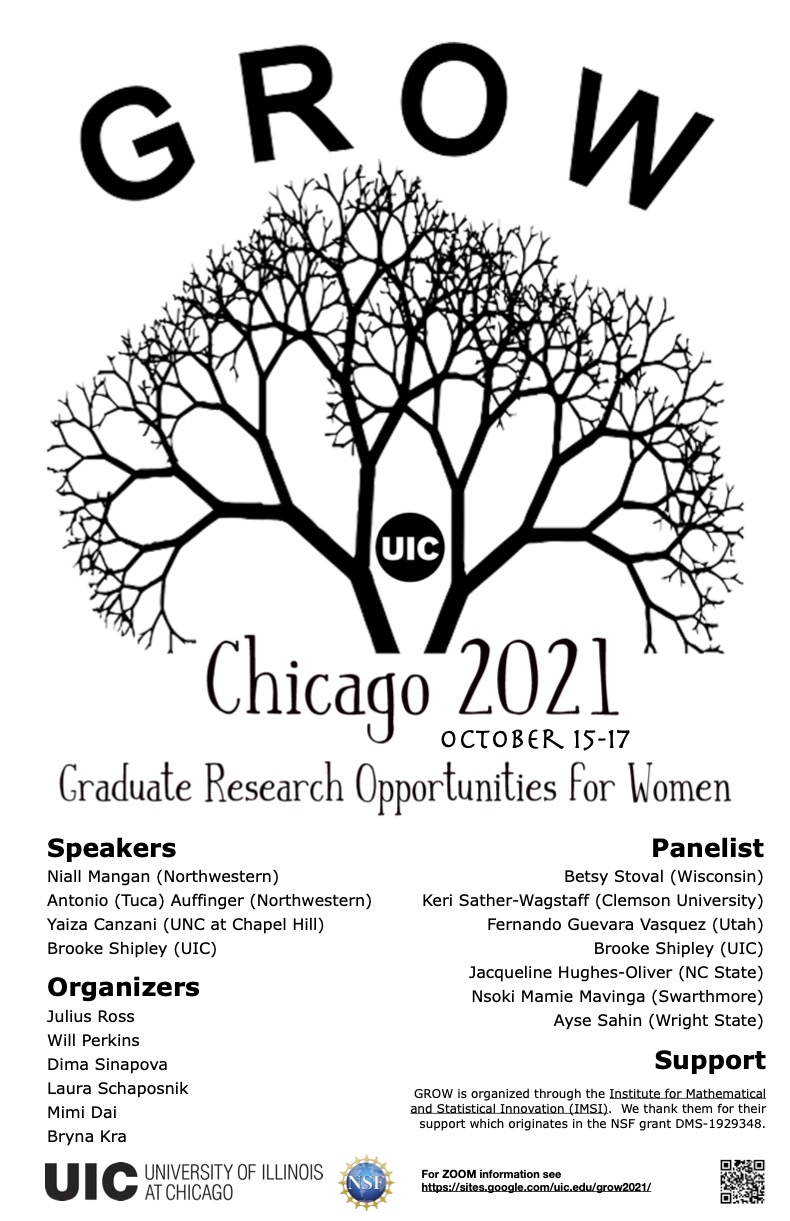 GROW
UIC
Chicago 2021
OCTOBER 15-17
Graduate Research Opportunities for Women
Speakers
Niall Mangan (Northwestern)
Antonio (Tuca) Auffinger (Northwestern)
Yaiza Canzani (UNC at Chapel Hill)
Brooke Shipley (UIC)
Organizers
Julius Ross
Will Perkins
Dima Sinapova
Laura Schaposnik
Mimi Dai
Bryna Kra
Panelist
Betsy Stoval (Wisconsin)
Keri Sather-Wagstaff (Clemson University)
Fernando Guevara Vasquez (Utah)
Brooke Shipley (UIC)
Jacqueline Hughes-Oliver (NC State)
Nsoki Mamie Mavinga (Swarthmore)
Ayse Sahin (Wright State)
Support
GROW is organized through the Institute for Mathematical
and Statistical Innovation (IMSI). We thank them for their
support which originates in the NSF grant DMS-1929348.
UIC UNIVERSITY OF ILLINOIS
AT CHICAGO
NSF
For ZOOM information see
https://sites.google.com/uic.edu/grow2021/